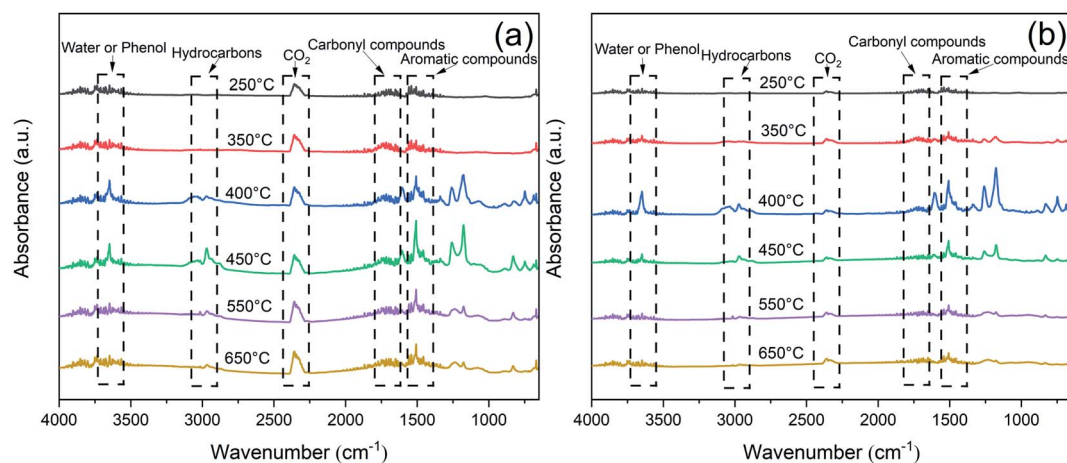 (a)
Water or Phenol
Hydrocarbons
CO2
Carbonyl compounds
Aromatic compounds
250°C
350°C
400°C
450°C
550°C
650°C
Absorbance (a.u.)
4000 3500 3000 2500 2000 1500 1000
Wavenumber (cm-1)
(b)
Water or Phenol
Hydrocarbons
CO2
Carbonyl compounds
Aromatic compounds
250°C
350°C
400°C
450°C
550°C
650°C
Absorbance (a.u.)
4000 3500 3000 2500 2000 1500 1000
Wavenumber (cm-1)